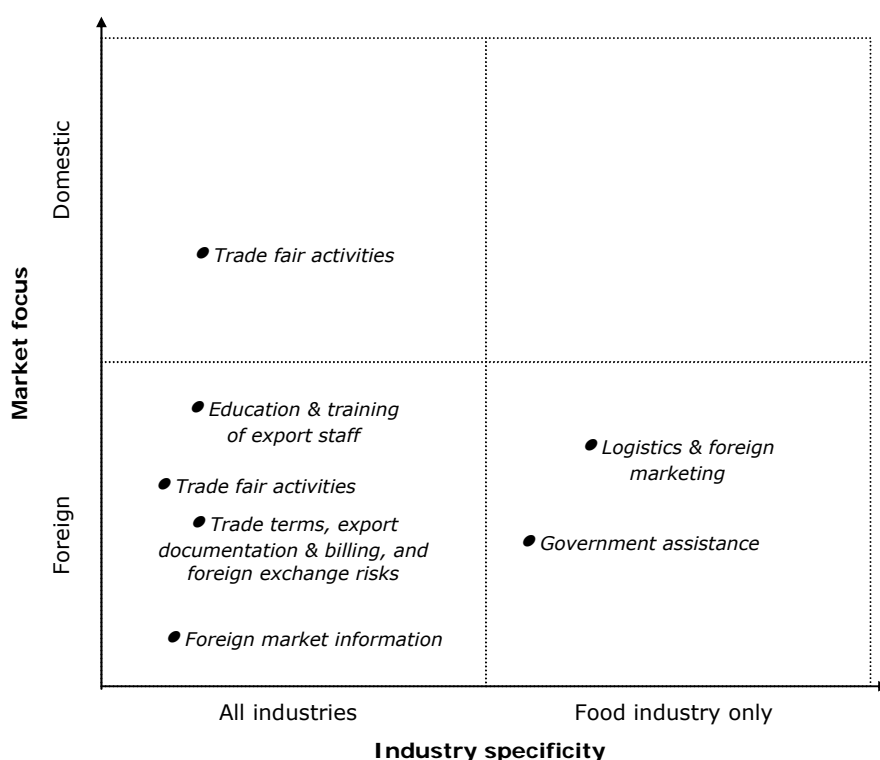 Domestic
Trade fair activities
Market focus
Education & training
of export staff
Logistics & foreign
marketing
Trade fair activities
Trade terms, export
documentation & billing, and
foreign exchange risks
Government assistance
Foreign
Foreign market information
All industries
Food industry only
Industry specificity